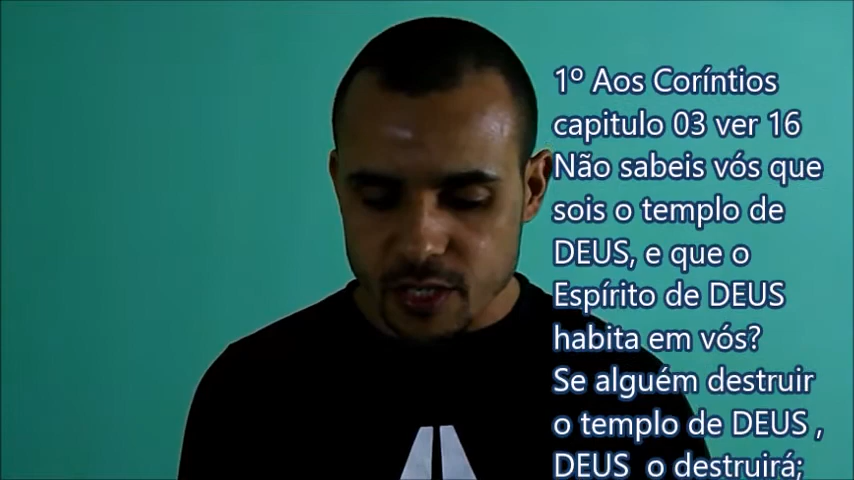 1º Aos Coríntios
capitulo 03 ver 16
Não sabeis vós que
sois o templo de
DEUS, e que o
Espírito de DEUS
habita em vós?
Se alguém destruir
o templo de DEUS ,
DEUS  o destruirá;